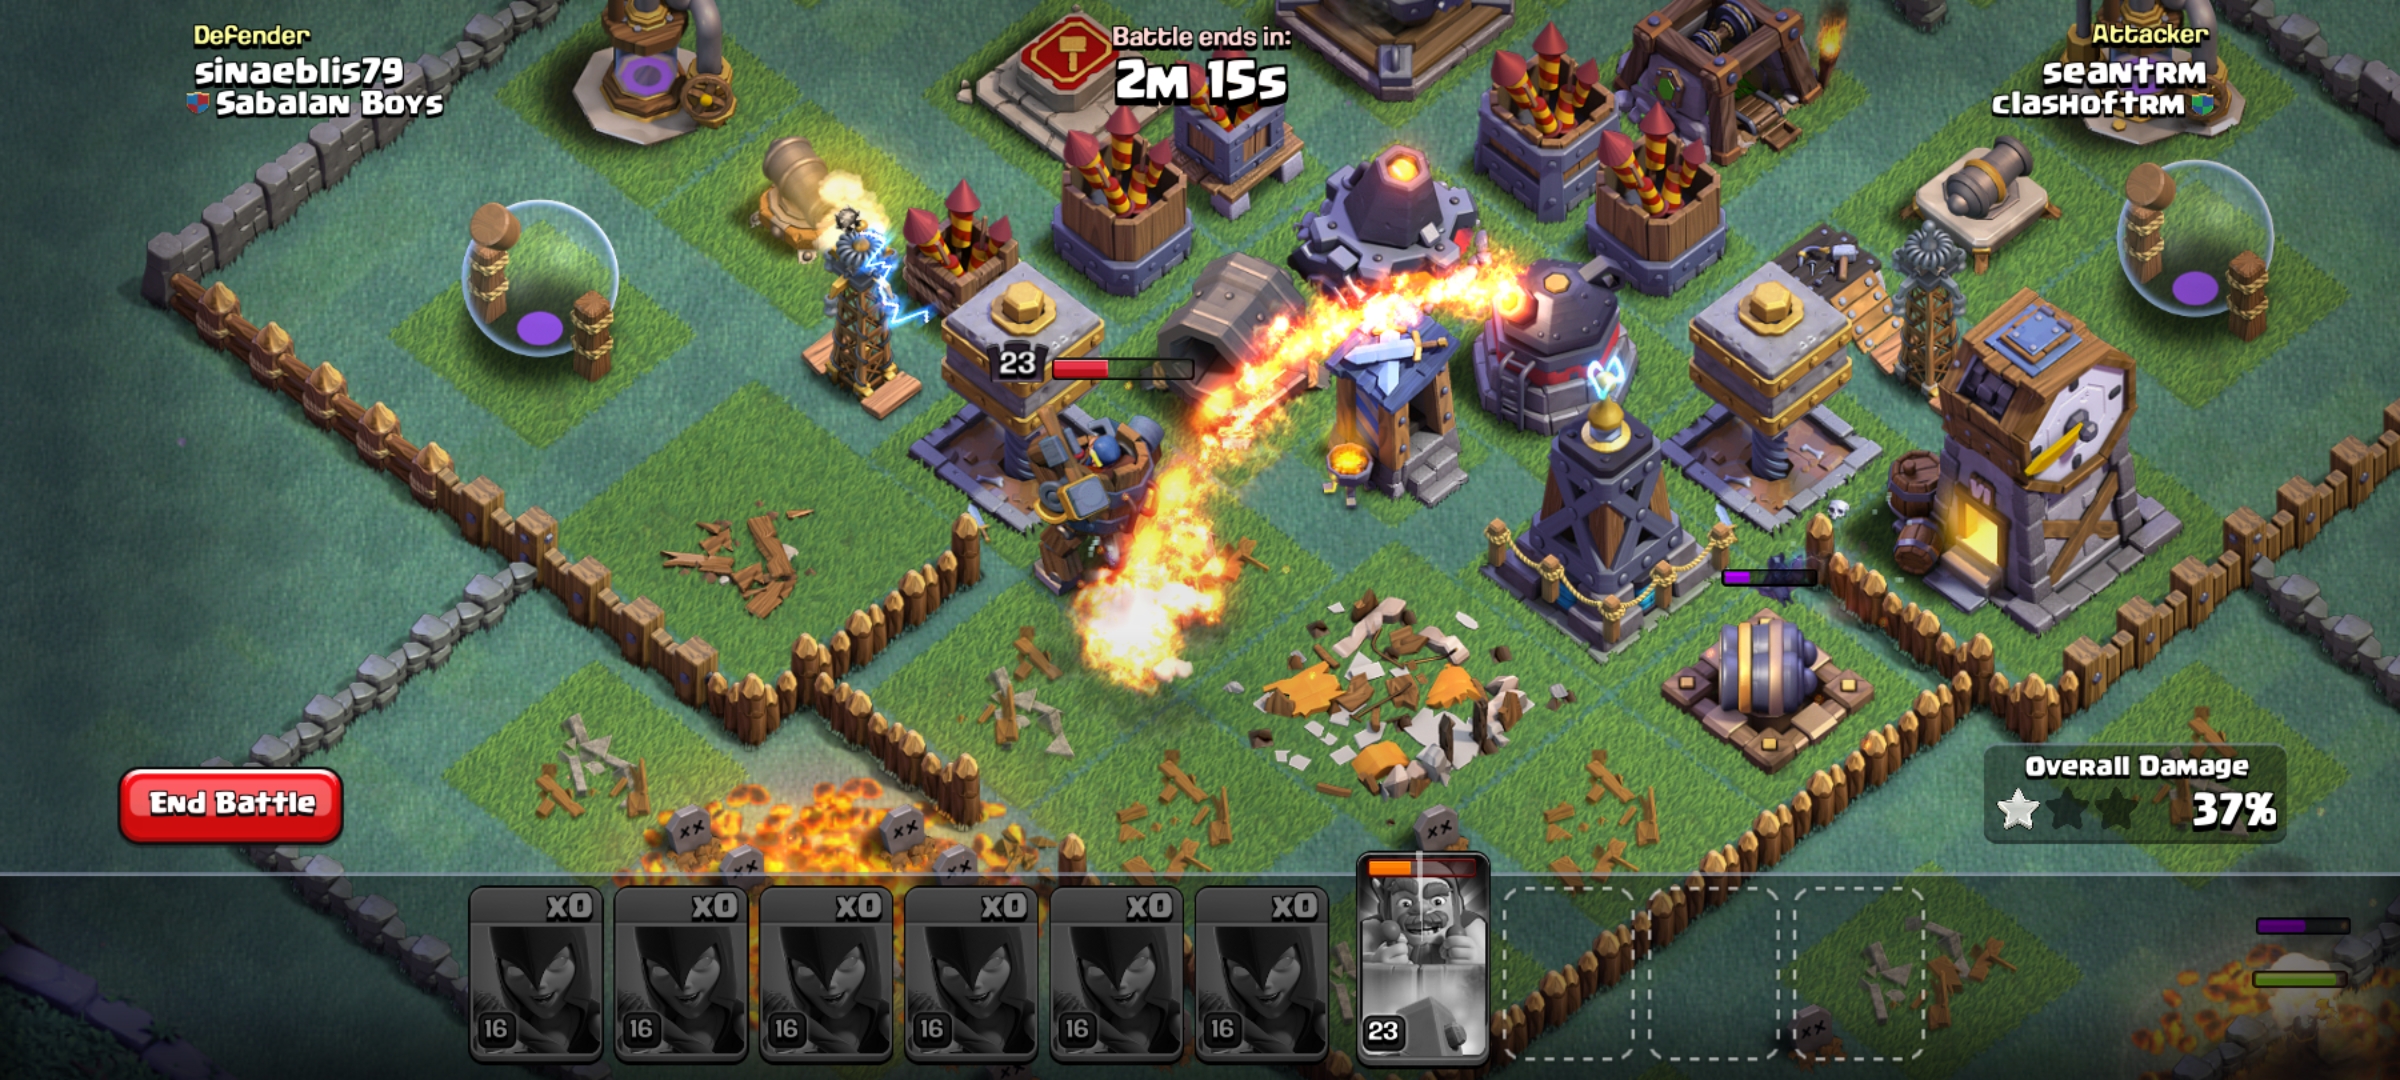 Defender
sinaeblis79
Sabalan Boys
Battle ends in:
2M 15s
Attacker
seantRM
clashoftRM
23
End Battle
Overall Damage
37%
x0
x0
x0
x0
x0
x0
16
16
16
16
16
16
23